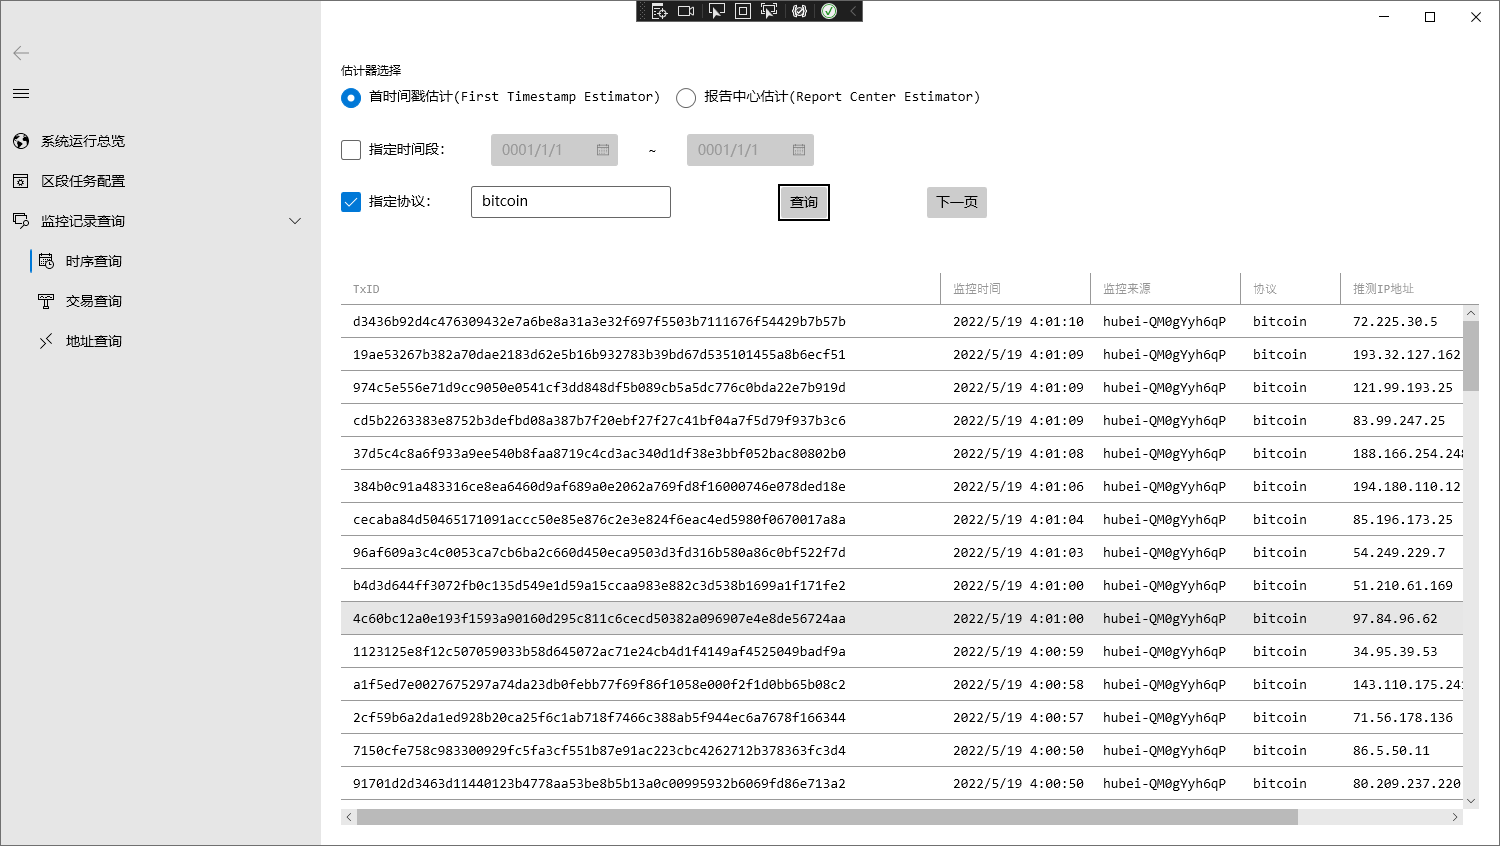 估计器选择
首时间戳估计(First Timestamp Estimator) 报告中心估计(Report Center Estimator)
系统运行总览
指定时间段： 0001/1/1 ~ 0001/1/1
区段任务配置
指定协议： bitcoin 查询 下一页
监控记录查询
时序查询
交易查询
地址查询
TxID 监控时间 监控来源 协议 推测IP地址
d3436b92d4c476309432e7a6be8a31a3e32f697f5503b7111676f54429b7b57b 2022/5/19 4:01:10 hubei-QM0gYyh6qP bitcoin 72.225.30.5
19ae53267b382a70dae2183d62e5b16b932783b39bd67d535101455a8b6ecf51 2022/5/19 4:01:09 hubei-QM0gYyh6qP bitcoin 193.32.127.162
974c5e556e71d9cc9050e0541cf3dd848df5b089cb5a5dc776c0bda22e7b919d 2022/5/19 4:01:09 hubei-QM0gYyh6qP bitcoin 121.99.193.25
cd5b2263383e8752b3defbd08a387b7f20ebf27f27c41bf04a7f5d79f937b3c6 2022/5/19 4:01:09 hubei-QM0gYyh6qP bitcoin 83.99.247.25
37d5c4c8a6f933a9ee540b8faa8719c4cd3ac340d1df38e3bbf052bac80802b0 2022/5/19 4:01:08 hubei-QM0gYyh6qP bitcoin 188.166.254.248
384b0c91a483316ce8ea6460d9af689a0e2062a769fd8f16000746e078ded18e 2022/5/19 4:01:06 hubei-QM0gYyh6qP bitcoin 194.180.110.12
cecaba84d50465171091accc50e85e876c2e3e824f6eac4ed5980f0670017a8a 2022/5/19 4:01:04 hubei-QM0gYyh6qP bitcoin 85.196.173.25
96af609a3c4c0053ca7cb6ba2c660d450eca9503d3fd316b580a86c0bf522f7d 2022/5/19 4:01:03 hubei-QM0gYyh6qP bitcoin 54.249.229.7
b4d3d644ff3072fb0c135d549e1d59a15ccaa983e882c3d538b1699a1f171fe2 2022/5/19 4:01:00 hubei-QM0gYyh6qP bitcoin 51.210.61.169
4c60bc12a0e193f1593a90160d295c811c6cecd50382a096907e4e8de56724aa 2022/5/19 4:01:00 hubei-QM0gYyh6qP bitcoin 97.84.96.62
1123125e8f12c507059033b58d645072ac71e24cb4d1f4149af4525049badf9a 2022/5/19 4:00:59 hubei-QM0gYyh6qP bitcoin 34.95.39.53
a1f5ed7e0027675297a74da23db0febb77f69f86f1058e000f2f1d0bb65b08c2 2022/5/19 4:00:58 hubei-QM0gYyh6qP bitcoin 143.110.175.241
2cf59b6a2da1ed928b20ca25f6c1ab718f7466c388ab5f944ec6a7678f166344 2022/5/19 4:00:57 hubei-QM0gYyh6qP bitcoin 71.56.178.136
7150cfe758c983300929fc5fa3cf551b87e91ac223cbc4262712b378363fc3d4 2022/5/19 4:00:50 hubei-QM0gYyh6qP bitcoin 86.5.50.11
91701d2d3463d11440123b4778aa53be8b5b13a0c00995932b6069fd86e713a2 2022/5/19 4:00:50 hubei-QM0gYyh6qP bitcoin 80.209.237.220